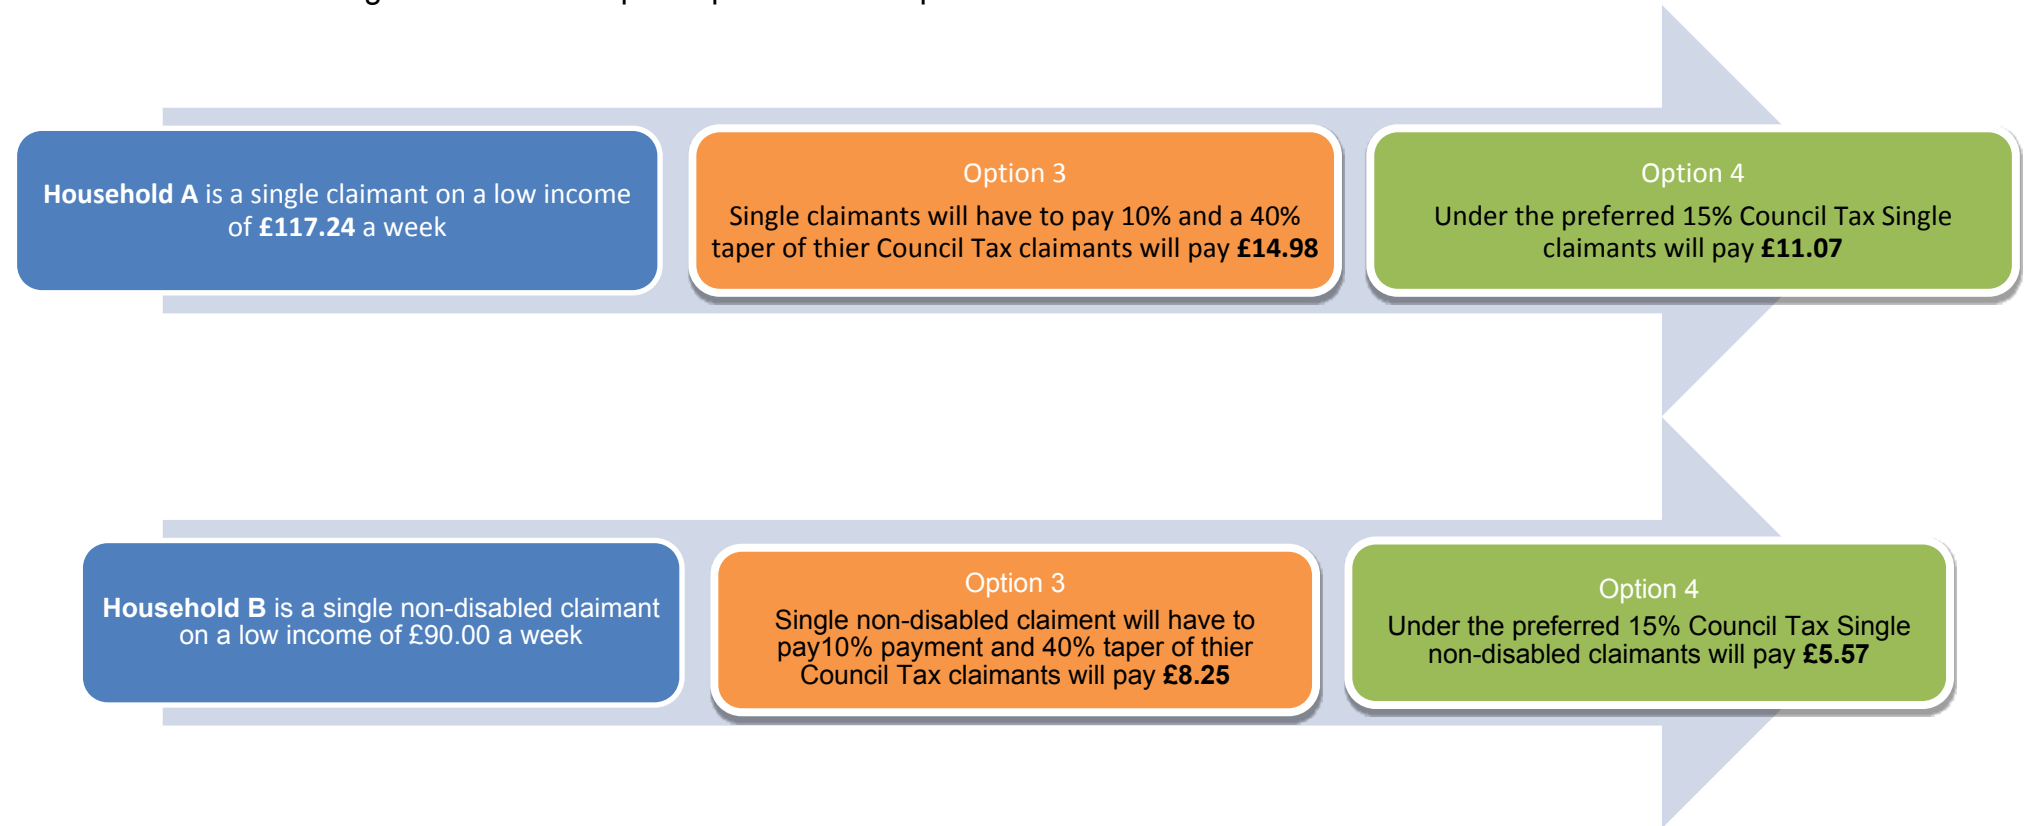 Household A is a single claimant on a low income
of £117.24 a week
Option 3
Single claimants will have to pay 10% and a 40%
taper of thier Council Tax claimants will pay £14.98
Option 4
Under the preferred 15% Council Tax Single
claimants will pay £11.07
Household B is a single non-disabled claimant
on a low income of £90.00 a week
Option 3
Single non-disabled claiment will have to
pay10% payment and 40% taper of thier
Council Tax claimants will pay £8.25
Option 4
Under the preferred 15% Council Tax Single
non-disabled claimants will pay £5.57